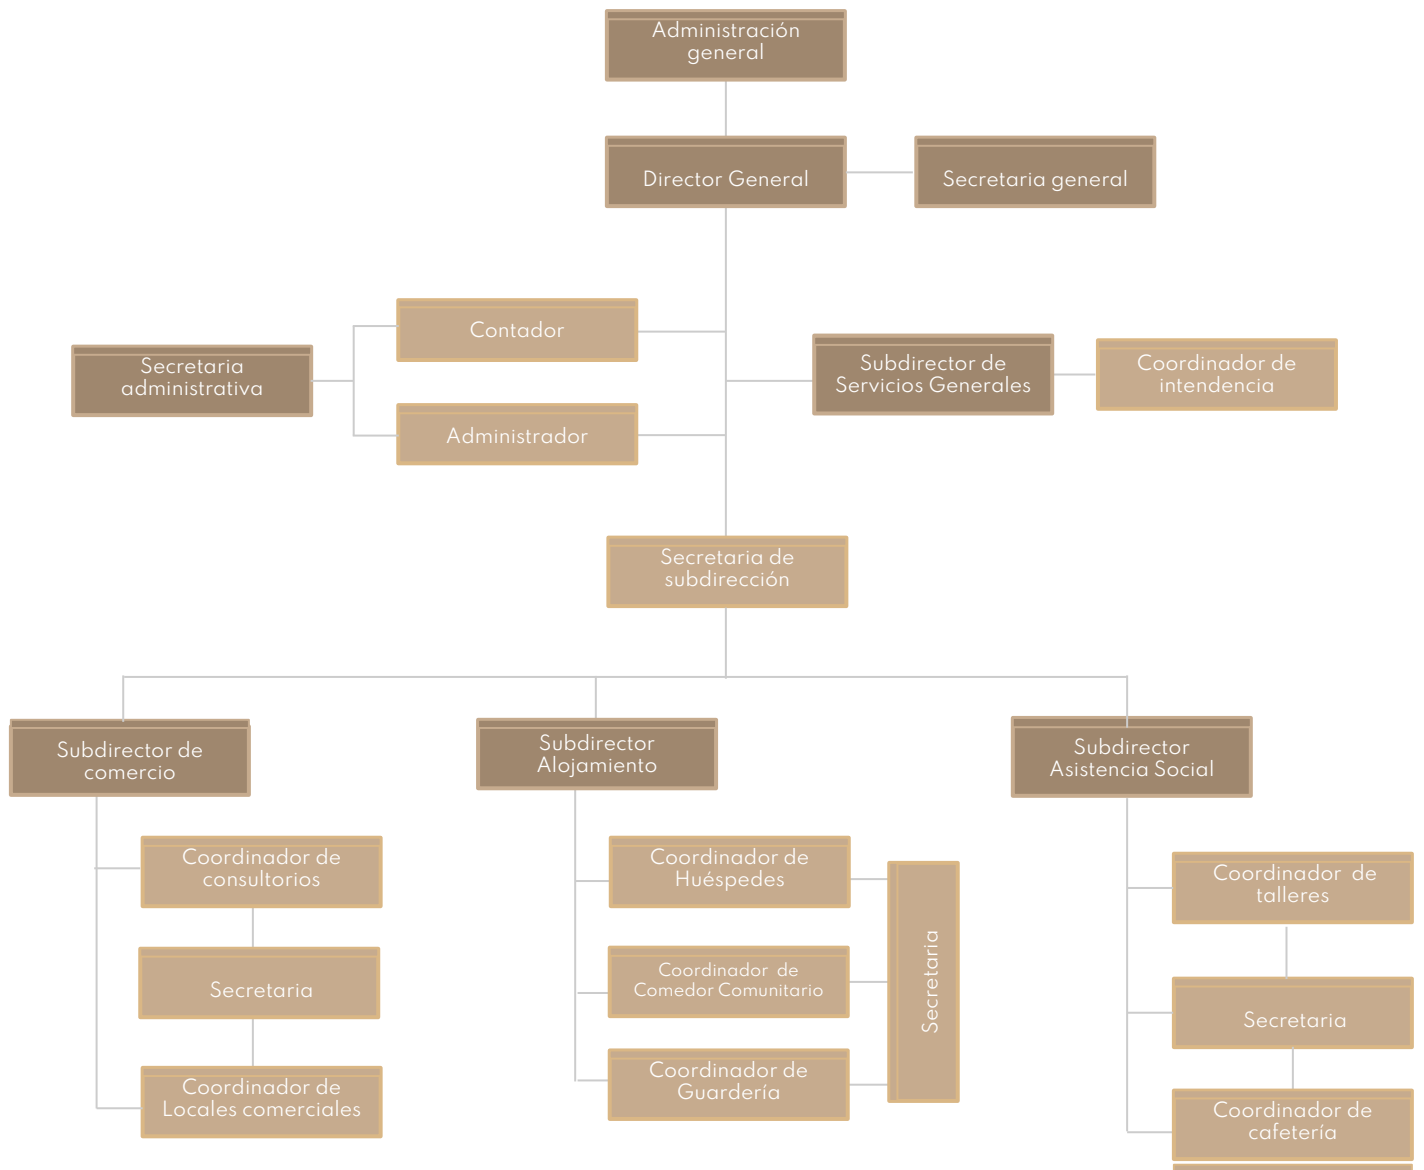 Administración
general
Director General
Secretaria general
Contador
Secretaria
administrativa
Administrador
Subdirector de
Servicios Generales
Coordinador de
intendencia
Secretaria de
subdirección
Subdirector de
comercio
Subdirector
Alojamiento
Subdirector
Asistencia Social
Coordinador de
consultorios
Secretaria
Coordinador de
Locales comerciales
Coordinador de
Huéspedes
Coordinador de
Comedor Comunitario
Coordinador de
Guardería
Secretaria
Coordinador de
talleres
Secretaria
Coordinador de
cafetería